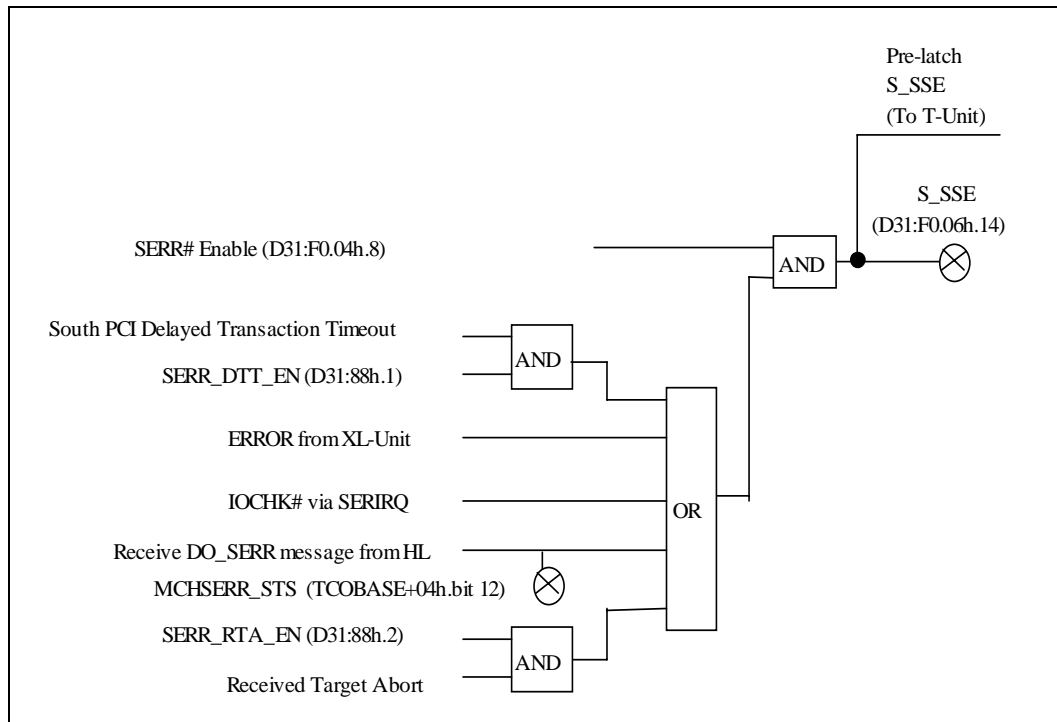 Pre-latch
S_SSE
(To T-Unit)
S_SSE
(D31:F0.06h.14)
SERR# Enable (D31:F0.04h.8)
AND
South PCI Delayed Transaction Timeout
AND
SERR_DTT_EN (D31:88h.1)
ERROR from XL-Unit
IOCHK# via SERIRQ
OR
Receive DO_SERR message from HL
MCHSERR_STS (TCOBASE+04h.bit 12)
SERR_RTA_EN (D31:88h.2)
AND
Received Target Abort